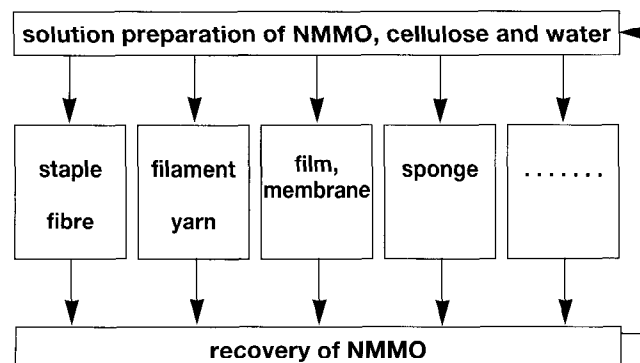 solution preparation of NMMO, cellulose and water
staple
fibre
filament
yarn
film,
membrane
sponge
.......
recovery of NMMO